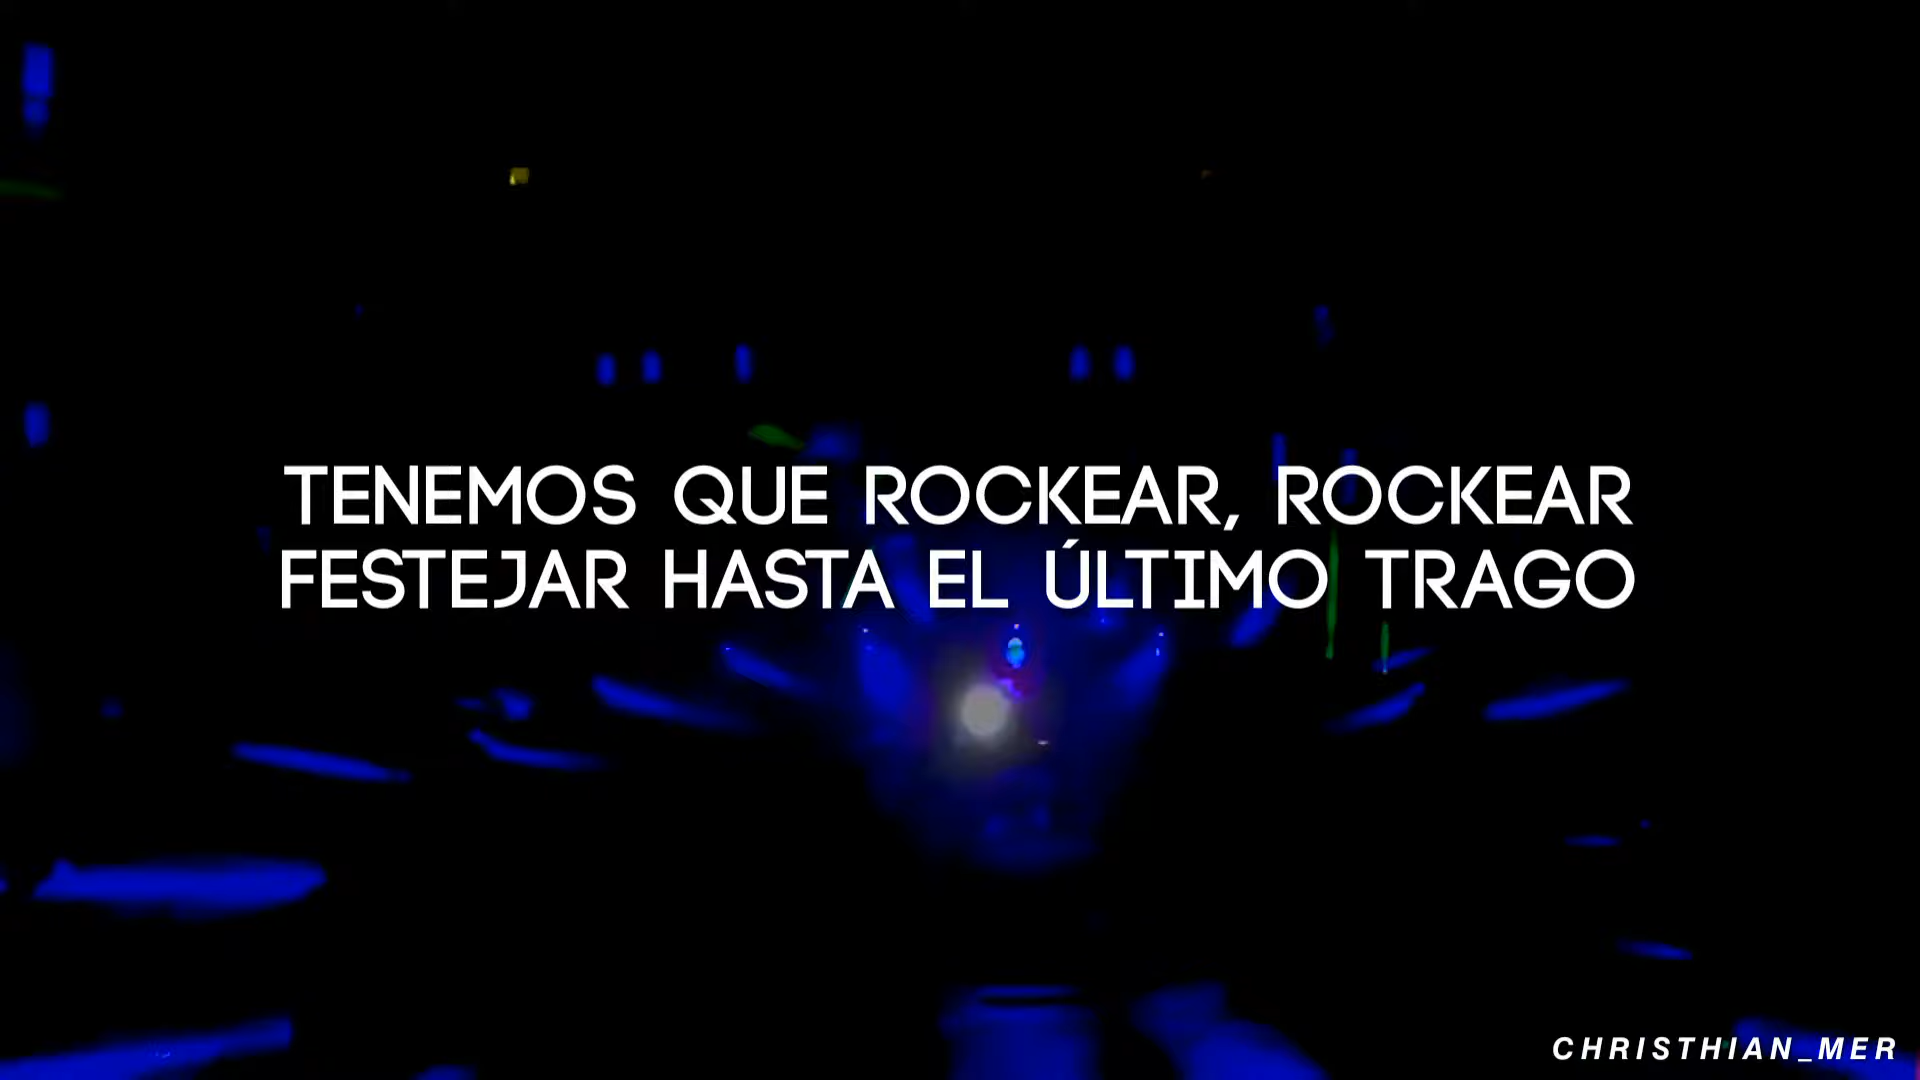 TENEMOS QUE ROCKEAR, ROCKEAR
FESTEJAR HASTA EL ÚLTIMO TRAGO
CHRISTHIAN_MER